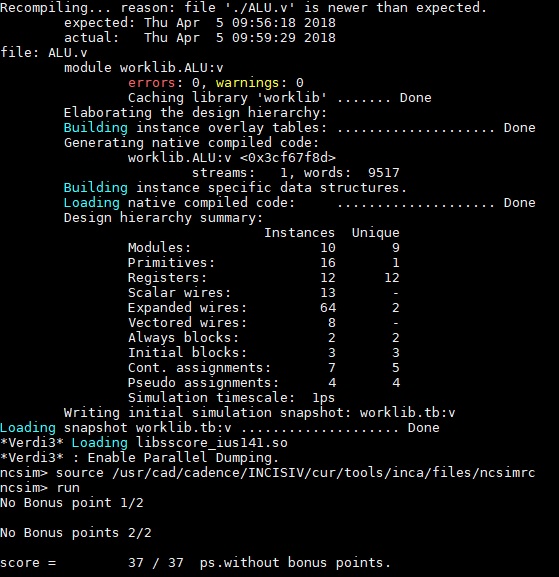 Recompiling... reason: file './ALU.v' is newer than expected.
expected: Thu Apr  5 09:56:18 2018
actual:   Thu Apr  5 09:59:29 2018
file: ALU.v
module worklib.ALU:v
errors: 0, warnings: 0
Caching library 'worklib' ....... Done
Elaborating the design hierarchy:
Building instance overlay tables: .................... Done
Generating native compiled code:
worklib.ALU:v <0x3cf67f8d>
streams:   1, words:  9517
Building instance specific data structures.
Loading native compiled code:     .................... Done
Design hierarchy summary:
Instances  Unique
Modules:                10       9
Primitives:             16       1
Registers:              12      12
Scalar wires:           13       -
Expanded wires:         64       2
Vectored wires:          8       -
Always blocks:           2       2
Initial blocks:          3       3
Cont. assignments:       7       5
Pseudo assignments:      4       4
Simulation timescale:  1ps
Writing initial simulation snapshot: worklib.tb:v
Loading snapshot worklib.tb:v .................... Done
*Verdi3* Loading libsscore_ius141.so
*Verdi3* : Enable Parallel Dumping.
ncsim> source /usr/cad/cadence/INCISIV/cur/tools/inca/files/ncsimrc
ncsim> run
No Bonus point 1/2
No Bonus points 2/2
score =         37 / 37  ps.without bonus points.